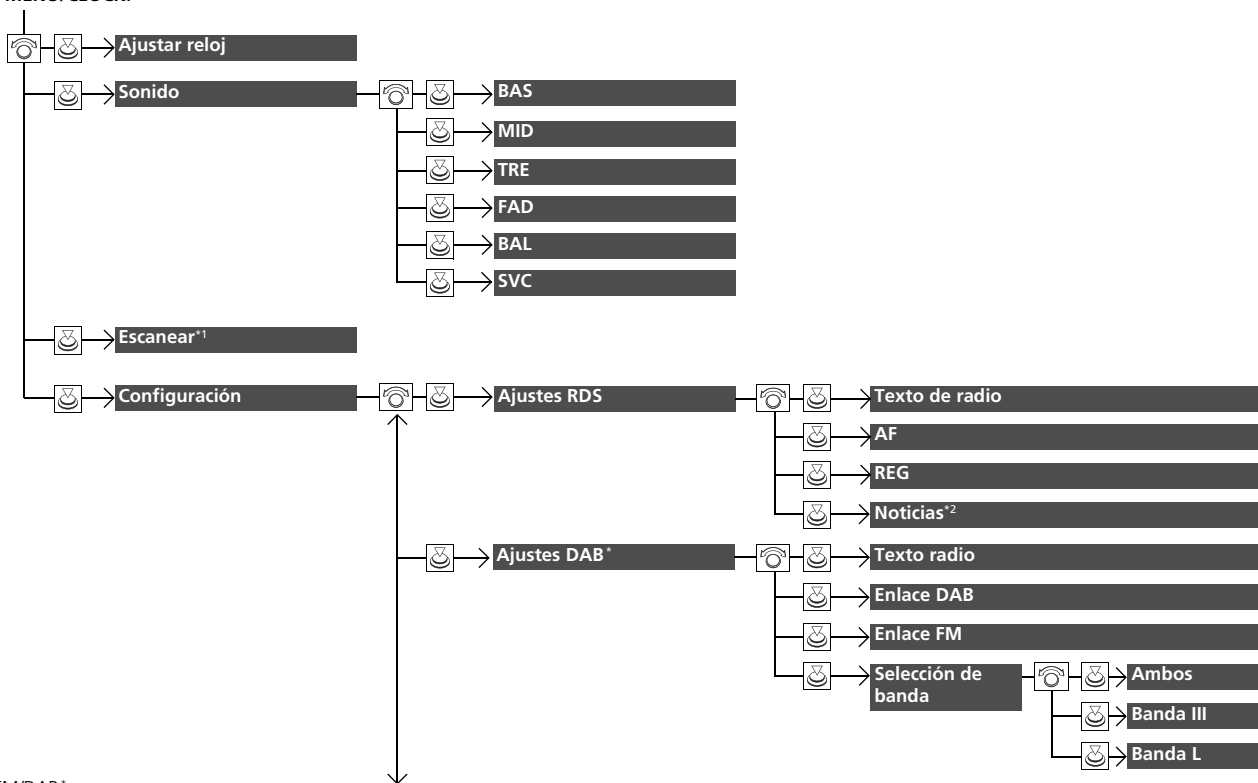 Ajustar reloj
Sonido
BAS
MID
TRE
FAD
BAL
SVC
Escanear*1
Configuración
Ajustes RDS
Texto de radio
AF
REG
Noticias*2
Ajustes DAB*
Texto radio
Enlace DAB
Enlace FM
Selección de
banda
Ambos
Banda III
Banda L